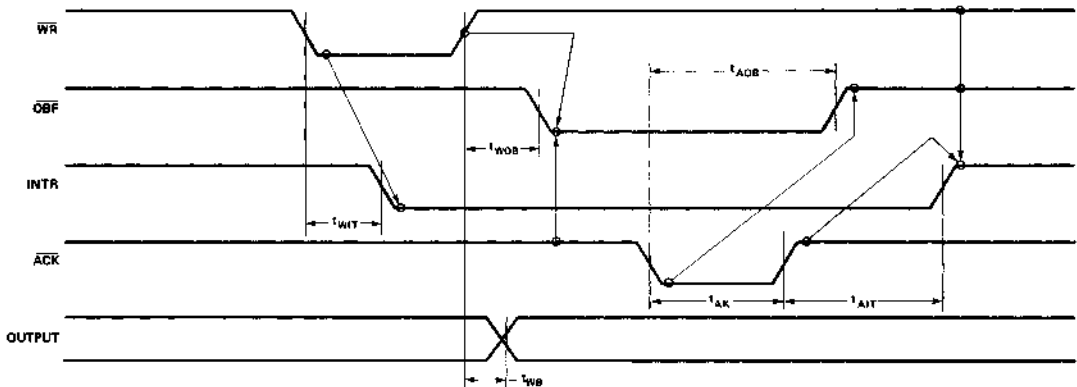 WR
tAOB
OBF
tWOB
INTR
tWIT
ACK
tAK
tAIT
OUTPUT
tWB